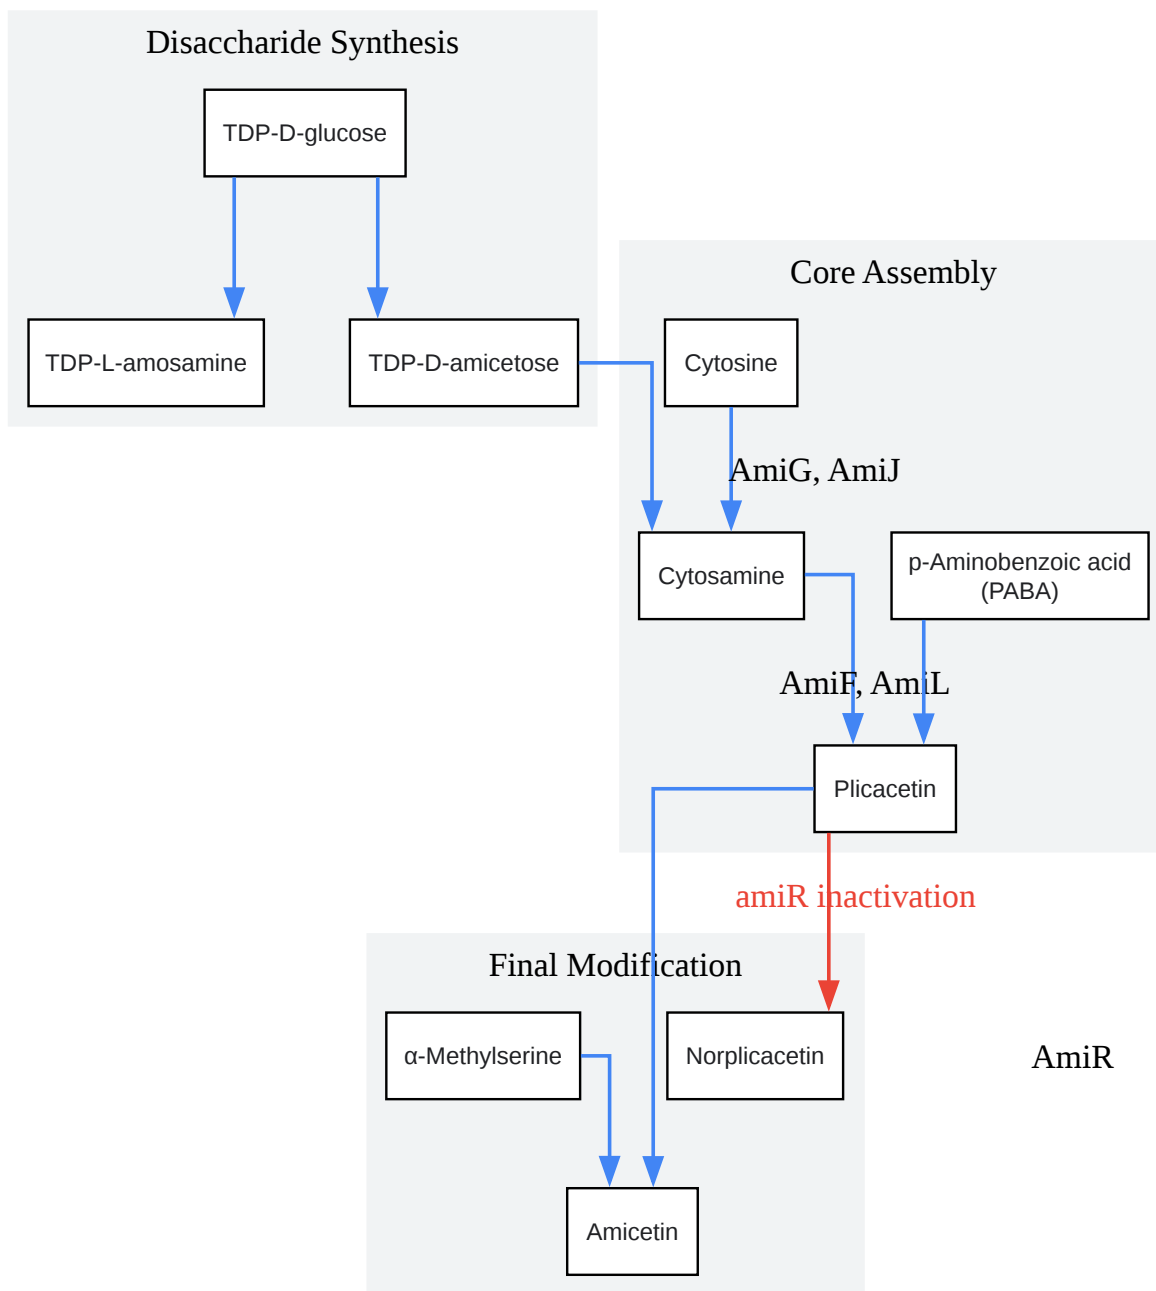 Disaccharide Synthesis
TDP-D-glucose
TDP-L-amosamine
TDP-D-amicetose
Core Assembly
Cytosine
AmiG, AmiJ
Cytosamine
p-Aminobenzoic acid
(PABA)
AmiF, AmiL
Plicacetin
amiR inactivation
Final Modification
α-Methylserine
Norplicacetin
AmiR
Amicetin